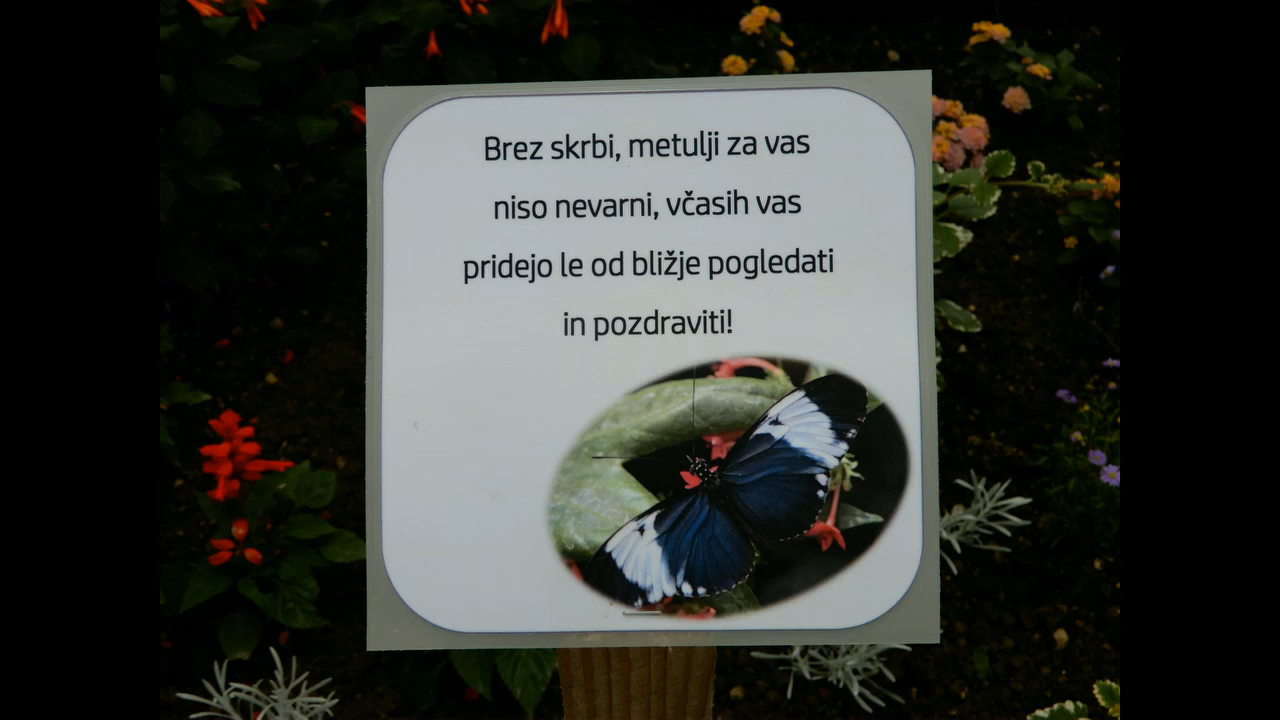 Brez skrbi, metulji za vas
niso nevarni, včasih vas
pridejo le od bližje pogledati
in pozdraviti!